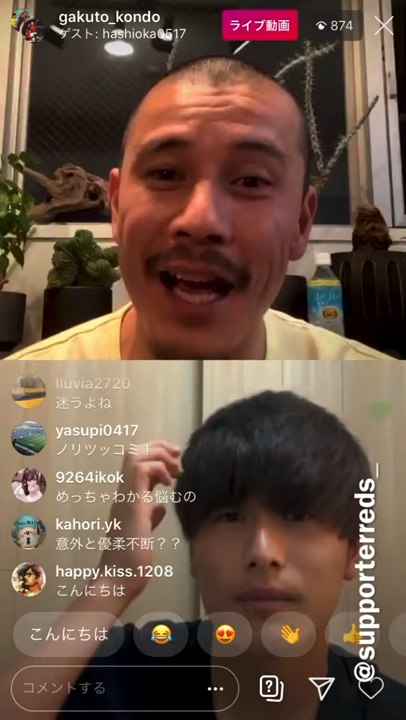 gakuto_kondo
ゲスト: hashioka0517
ライブ動画
874
lluvia2720
迷うよね
yasupi0417
ノリツッコミ!
9264ikok
めっちゃわかる悩むの
kahori.yk
意外と優柔不断??
happy.kiss.1208
こんにちは
こんにちは
コメントする
@supporterreds_